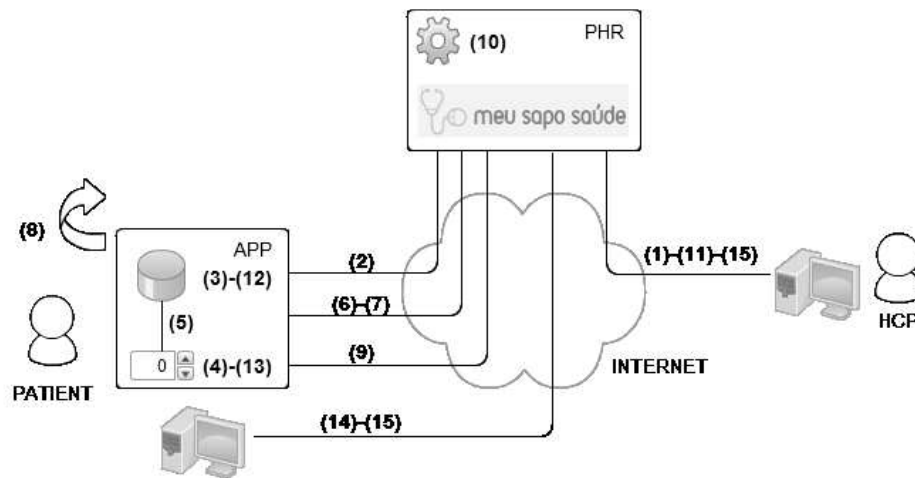 (10)
PHR
meu sapo saúde
(8)
APP
(3)-(12)
(5)
0
(4)-(13)
PATIENT
(2)
(6)-(7)
(9)
(14)-(15)
INTERNET
(1)-(11)-(15)
HCP